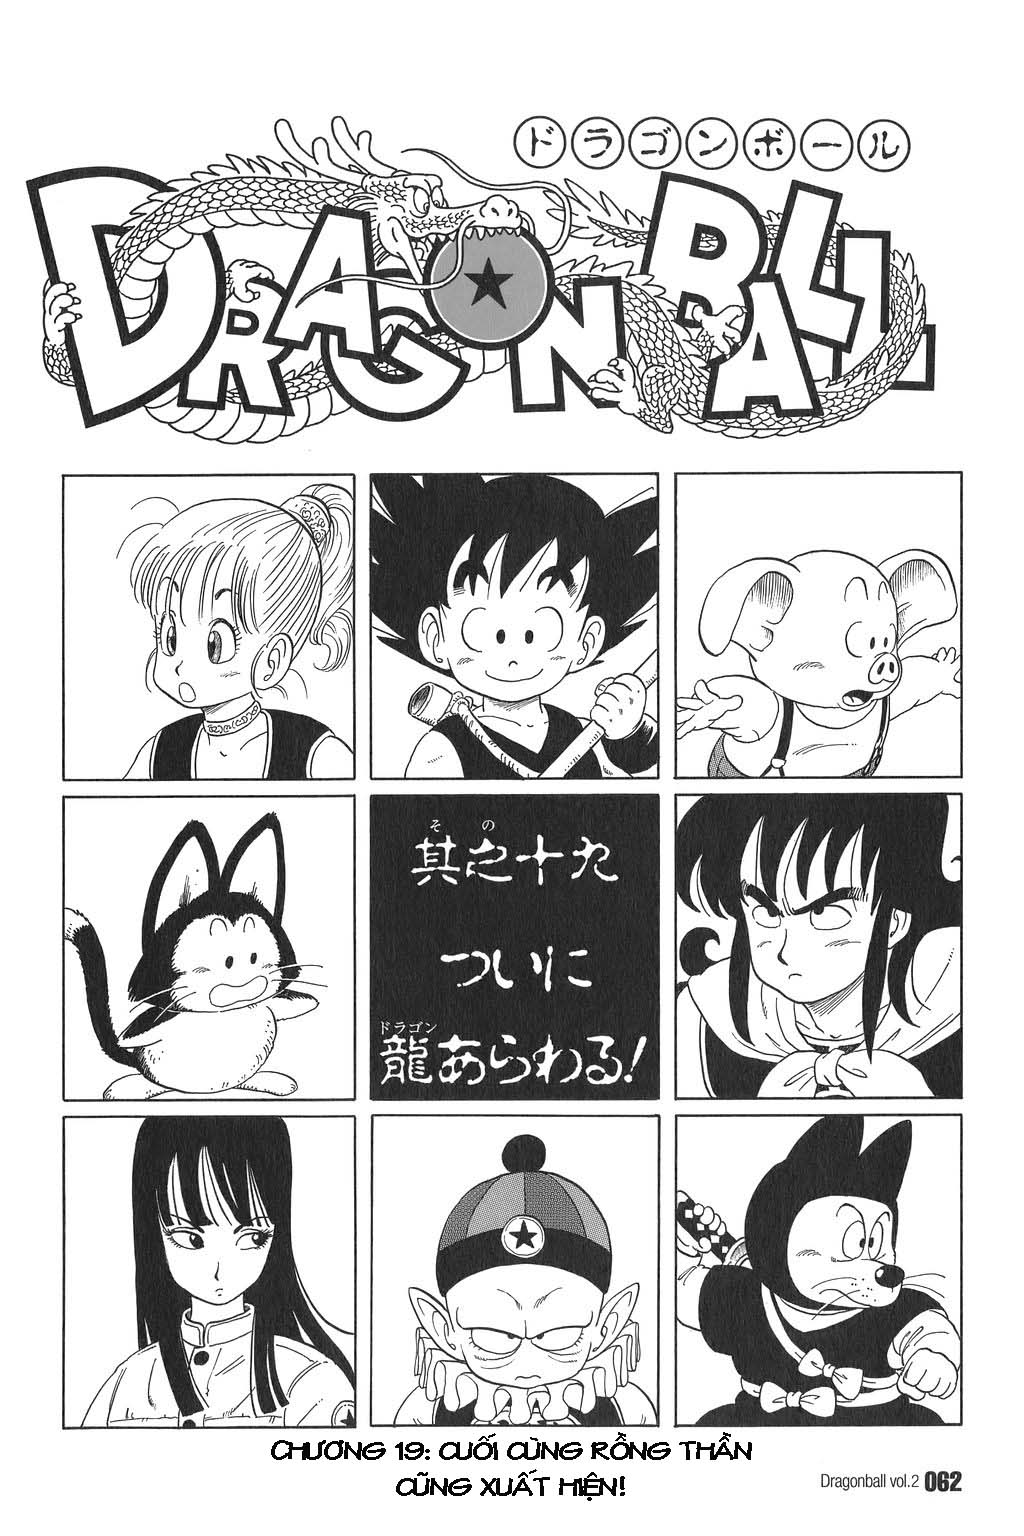 ドラゴンボール
DRAGON BALL
その
其之十九
ついに
ドラゴン
龍あらわる!
CHƯƠNG 19: CUỐI CÙNG RỒNG THẦN
CŨNG XUẤT HIỆN!
Dragonball vol.2 062